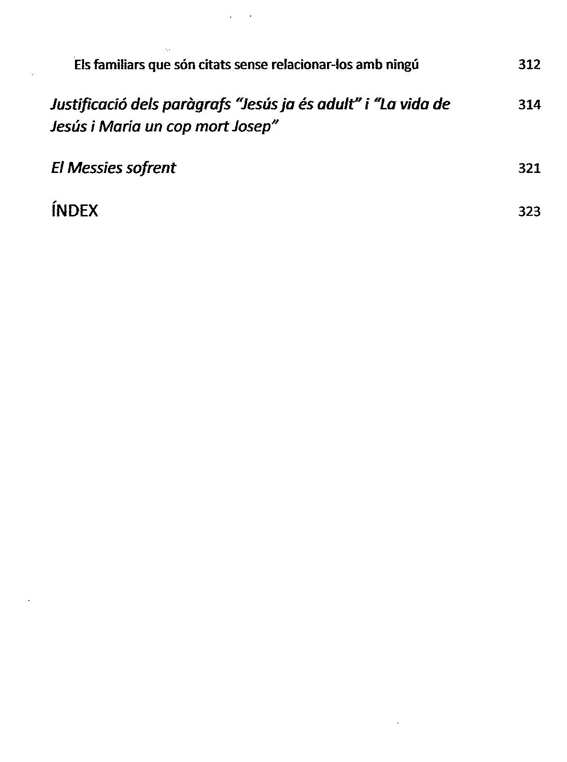 Els familiars que són citats sense relacionar-los amb ningú 312
Justificació dels paràgrafs "Jesús ja és adult" i "La vida de 314
Jesús i Maria un cop mort Josep"
El Messies sofrent 321
ÍNDEX 323